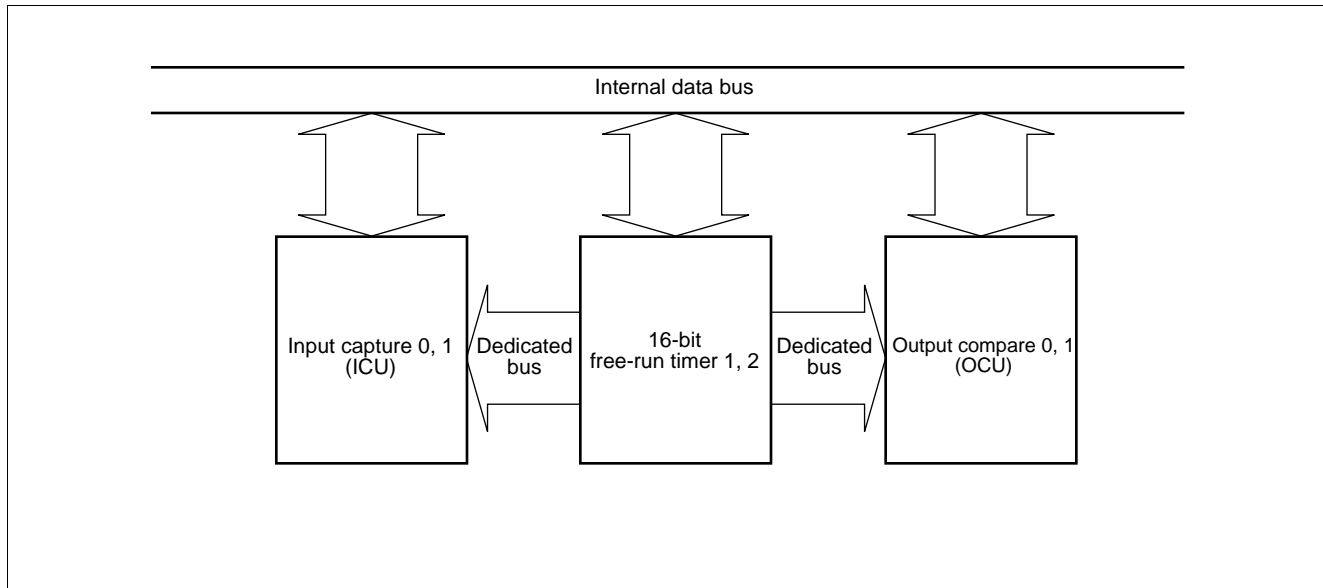 Internal data bus
Input capture 0, 1
(ICU)
Dedicated
bus
16-bit
free-run timer 1, 2
Dedicated
bus
Output compare 0, 1
(OCU)